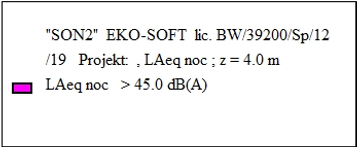 "SON2" EKO-SOFT lic. BW/39200/Sp/12
/19 Projekt: , LAeq noc ; z = 4.0 m
LAeq noc > 45.0 dB(A)